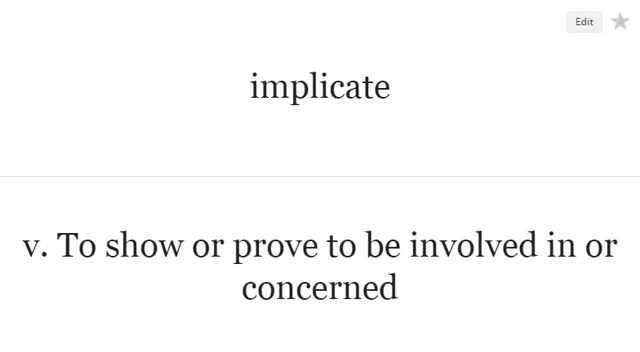 Edit
implicate
v. To show or prove to be involved in or
concerned